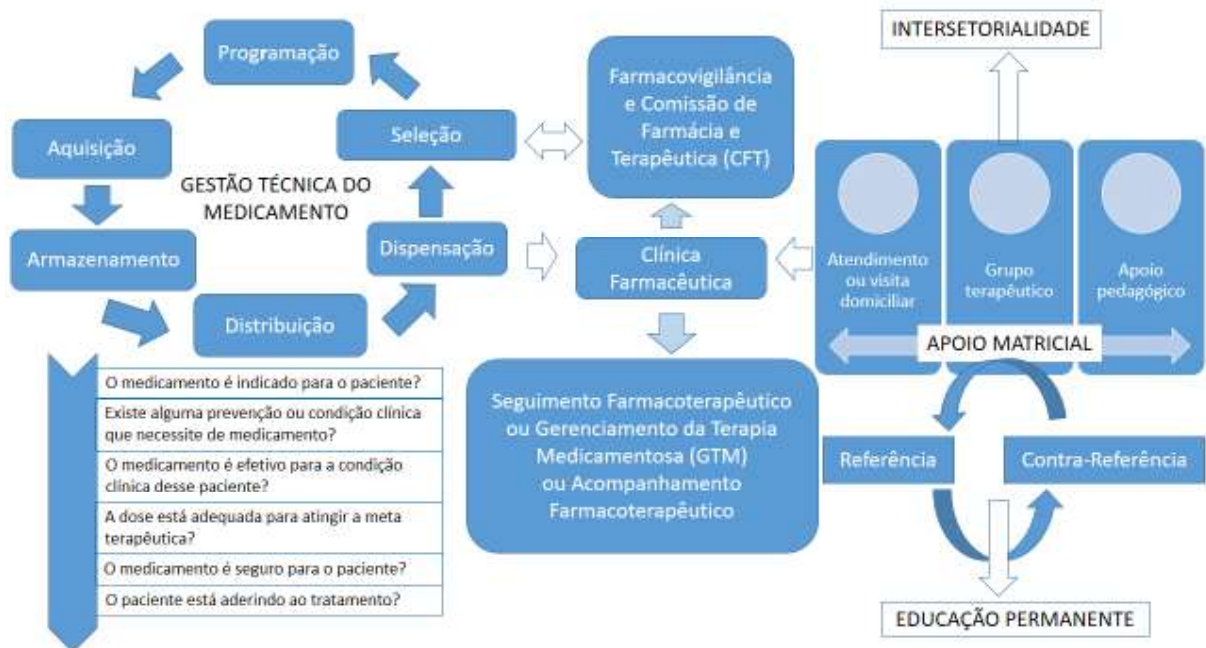 Programação
Aquisição
Seleção
GESTÃO TÉCNICA DO
MEDICAMENTO
Armazenamento
Dispensação
Distribuição
Farmacovigilância
e Comissão de
Farmácia e
Terapêutica (CFT)
Clínica
Farmacêutica
Seguimento Farmacoterapêutico
ou Gerenciamento da Terapia
Medicamentosa (GTM)
ou Acompanhamento
Farmacoterapêutico
O medicamento é indicado para o paciente?
Existe alguma prevenção ou condição clínica
que necessite de medicamento?
O medicamento é efetivo para a condição
clínica desse paciente?
A dose está adequada para atingir a meta
terapêutica?
O medicamento é seguro para o paciente?
O paciente está aderindo ao tratamento?
INTERSETORIALIDADE
Atendimento
ou visita
domiciliar
Grupo
terapêutico
Apoio
pedagógico
APOIO MATRICIAL
Referência
Contra-Referência
EDUCAÇÃO PERMANENTE